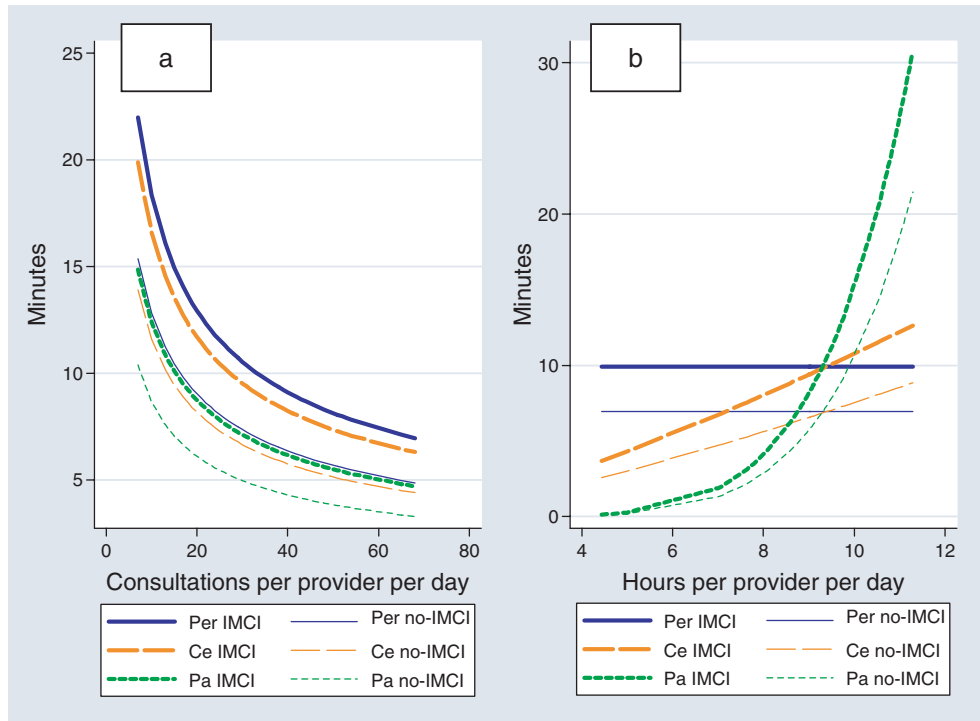 a
25
20
15
10
5
Minutes
0 20 40 60 80
Consultations per provider per day
Per IMCI Per no-IMCI
Ce IMCI Ce no-IMCI
Pa IMCI Pa no-IMCI
b
30
20
10
0
Minutes
4 6 8 10 12
Hours per provider per day
Per IMCI Per no-IMCI
Ce IMCI Ce no-IMCI
Pa IMCI Pa no-IMCI